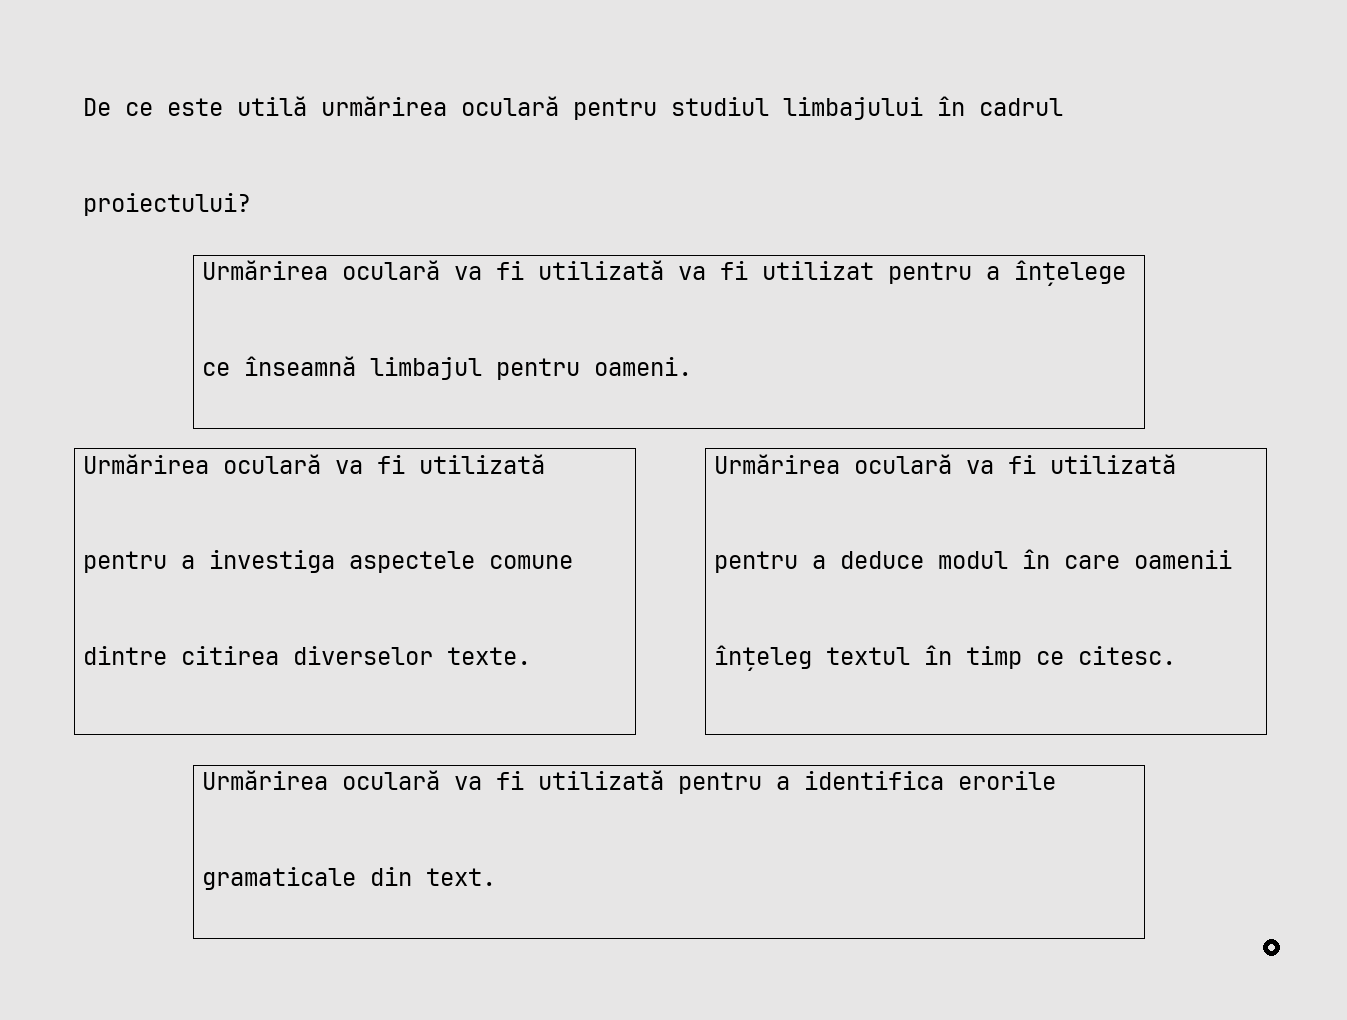 De ce este utilă urmărirea oculară pentru studiul limbajului în cadrul
proiectului?
Urmărirea oculară va fi utilizată va fi utilizat pentru a înțelege
ce înseamnă limbajul pentru oameni.
Urmărirea oculară va fi utilizată
pentru a investiga aspectele comune
dintre citirea diverselor texte.
Urmărirea oculară va fi utilizată
pentru a deduce modul în care oamenii
înțeleg textul în timp ce citesc.
Urmărirea oculară va fi utilizată pentru a identifica erorile
gramaticale din text.